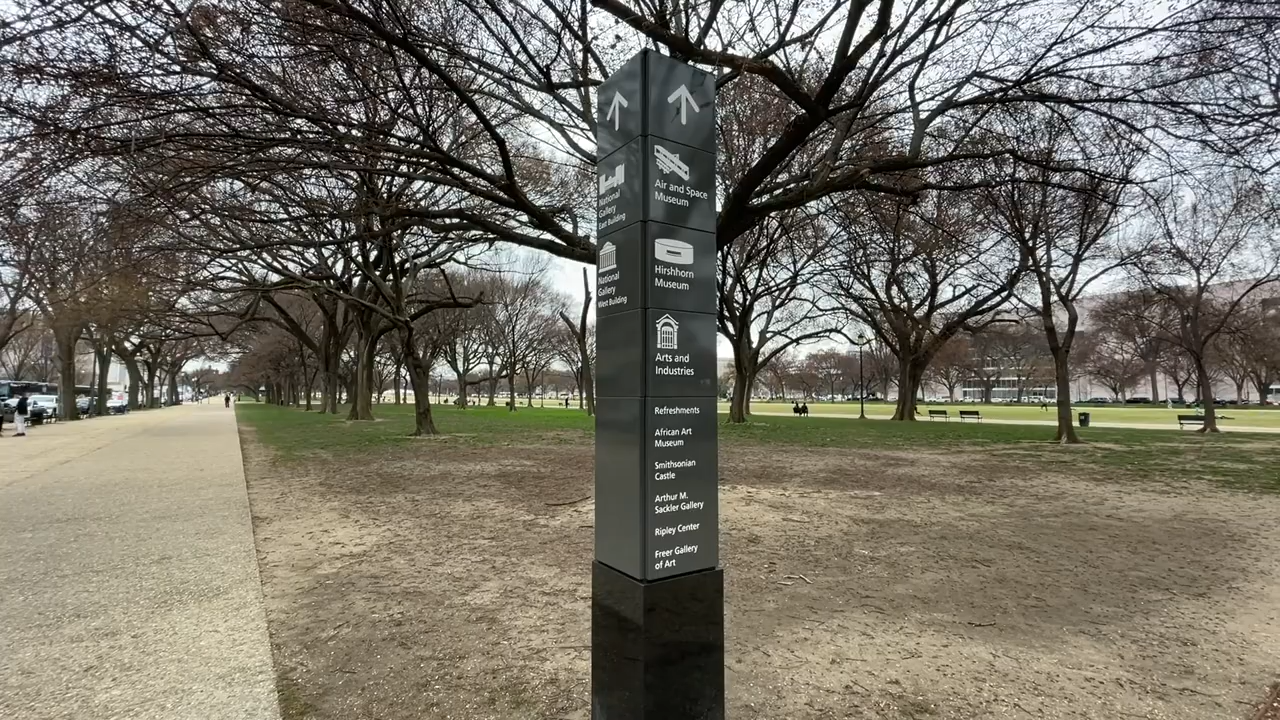 National
Gallery
East Building
National
Gallery
West Building
Air and Space
Museum
Hirshhorn
Museum
Arts and
Industries
Refreshments
African Art
Museum
Smithsonian
Castle
Arthur M.
Sackler Gallery
Ripley Center
Freer Gallery
of Art